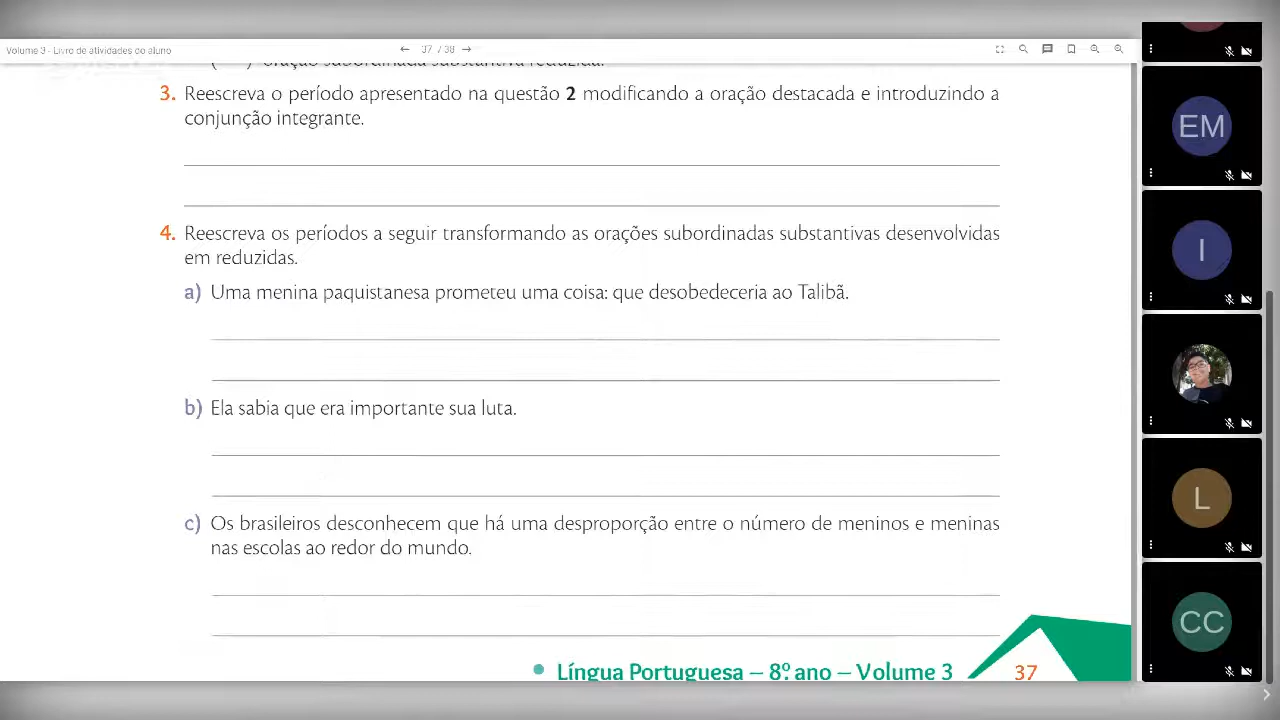 Volume 3 - Livro de atividades do aluno
37 / 38
( ) oração subordinada substantiva reduzida.
3. Reescreva o período apresentado na questão 2 modificando a oração destacada e introduzindo a
conjunção integrante.
4. Reescreva os períodos a seguir transformando as orações subordinadas substantivas desenvolvidas
em reduzidas.
a) Uma menina paquistanesa prometeu uma coisa: que desobedeceria ao Talibã.
b) Ela sabia que era importante sua luta.
c) Os brasileiros desconhecem que há uma desproporção entre o número de meninos e meninas
nas escolas ao redor do mundo.
Língua Portuguesa – 8º. ano – Volume 3
37
EM
I
L
CC